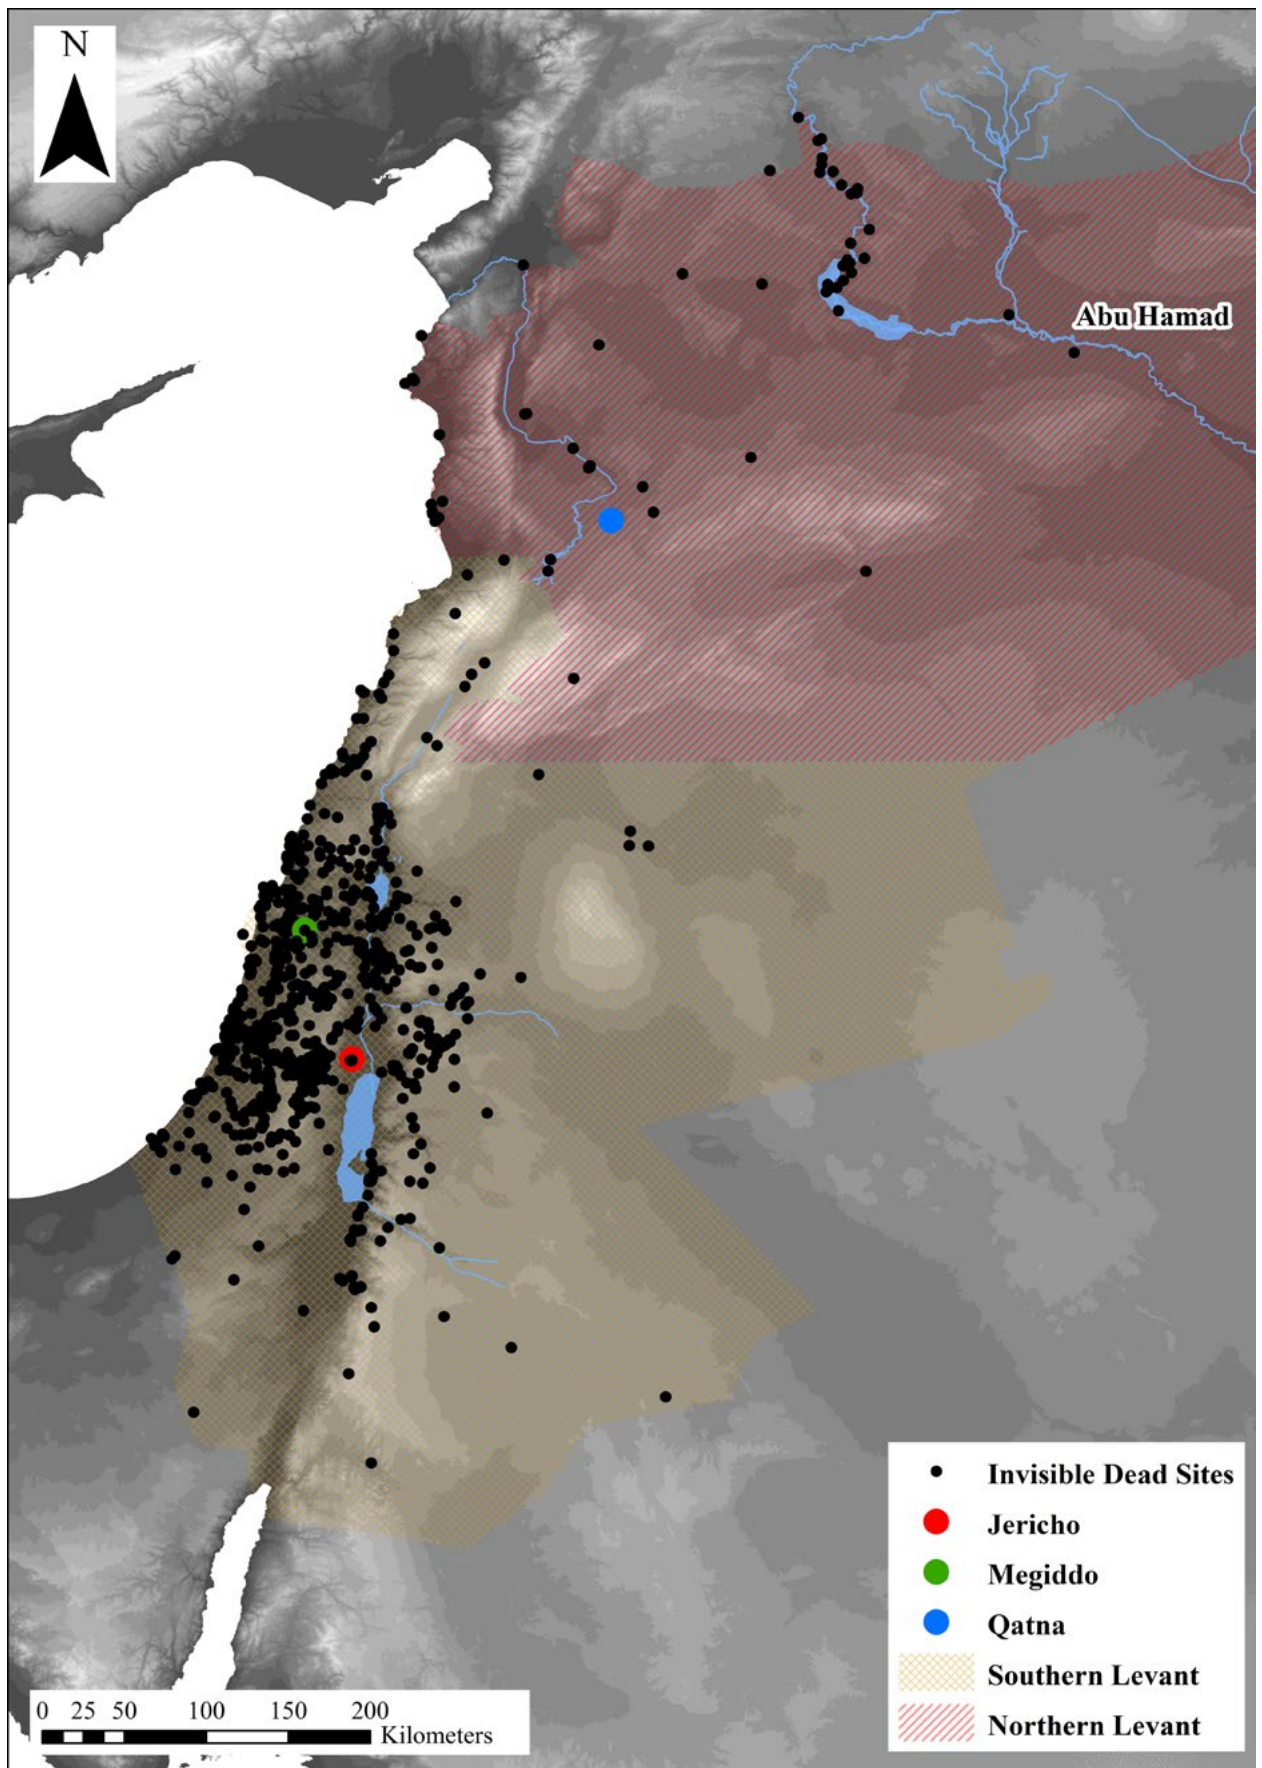 N
Abu Hamad
Invisible Dead Sites
Jericho
Megiddo
Qatna
Southern Levant
Northern Levant
0 25 50 100 150 200
Kilometers